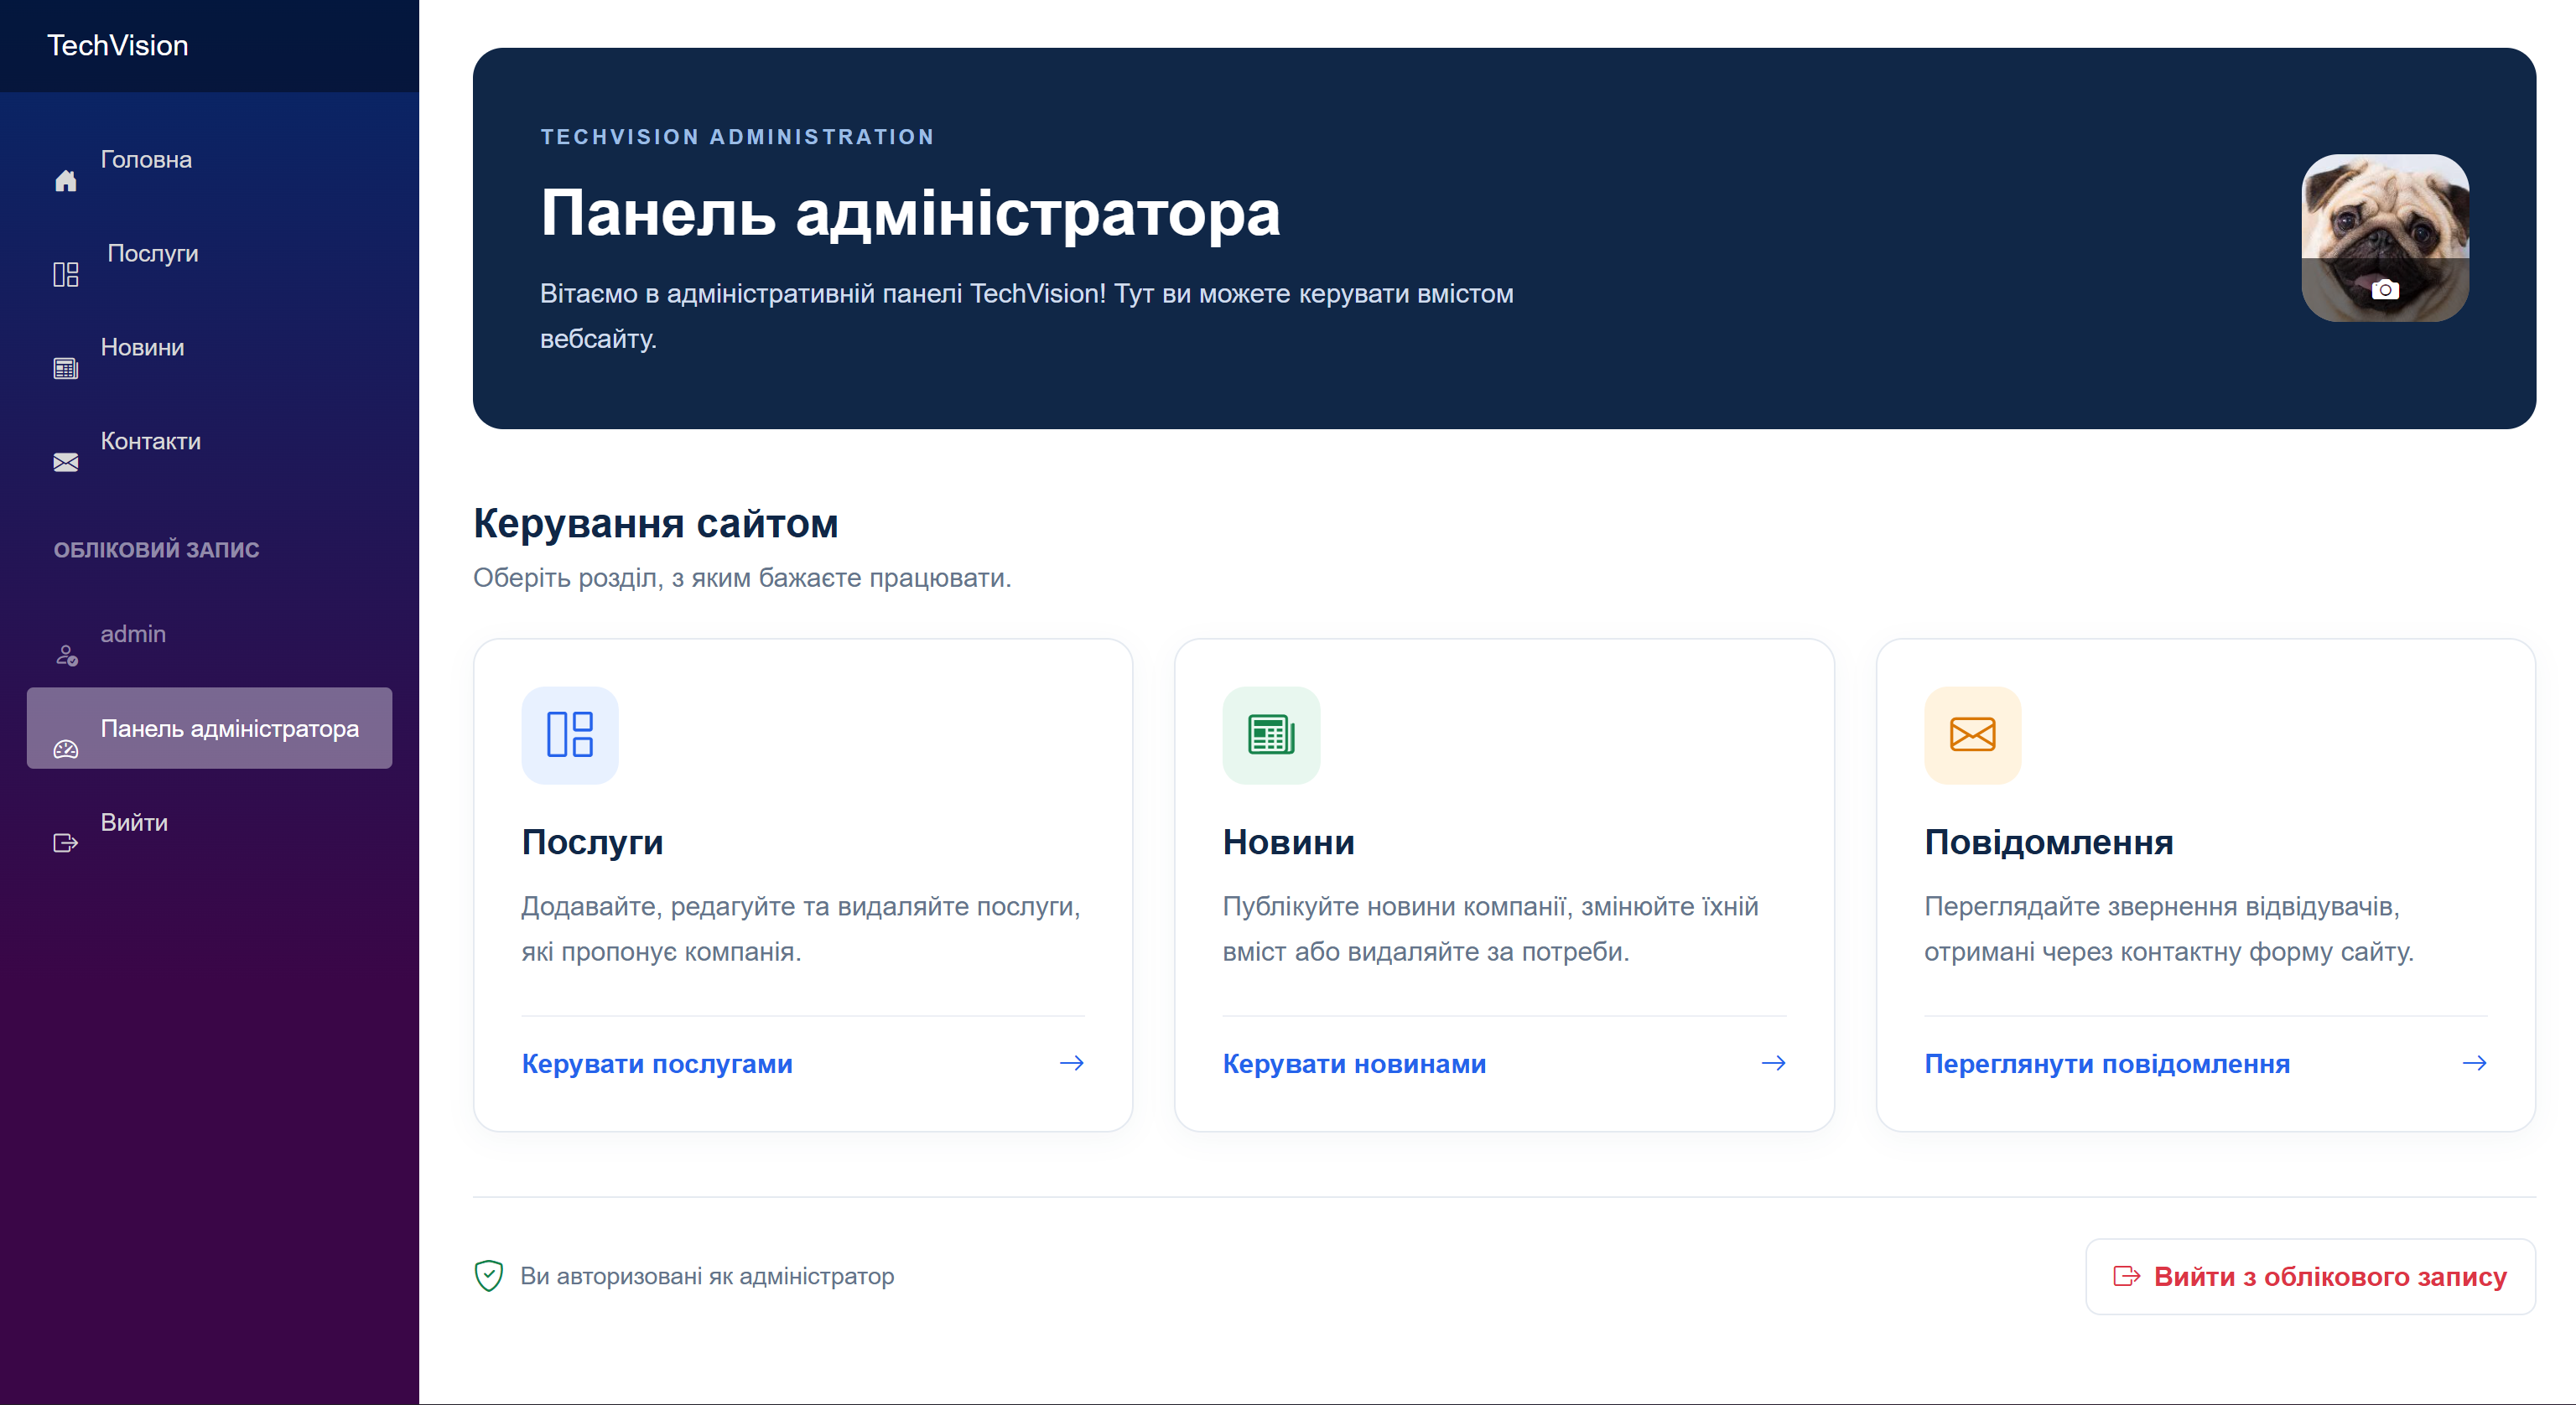 TechVision
Головна
Послуги
Новини
Контакти
ОБЛІКОВИЙ ЗАПИС
admin
Панель адміністратора
Вийти
TECHVISION ADMINISTRATION
Панель адміністратора
Вітаємо в адміністративній панелі TechVision! Тут ви можете керувати вмістом
вебсайту.
Керування сайтом
Оберіть розділ, з яким бажаєте працювати.
Послуги
Додавайте, редагуйте та видаляйте послуги,
які пропонує компанія.
Керувати послугами
Новини
Публікуйте новини компанії, змінюйте їхній
вміст або видаляйте за потреби.
Керувати новинами
Повідомлення
Переглядайте звернення відвідувачів,
отримані через контактну форму сайту.
Переглянути повідомлення
Ви авторизовані як адміністратор
Вийти з облікового запису